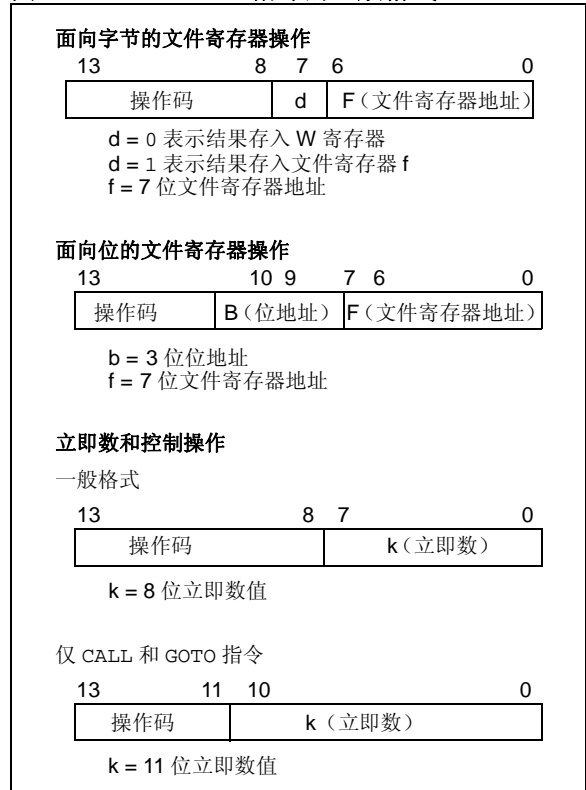 面向字节的文件寄存器操作
13 8 7 6 0
操作码 d F（文件寄存器地址）
d = 0 表示结果存入 W 寄存器
d = 1 表示结果存入文件寄存器 f
f = 7 位文件寄存器地址
面向位的文件寄存器操作
13 10 9 7 6 0
操作码 B（位地址） F（文件寄存器地址）
b = 3 位位地址
f = 7 位文件寄存器地址
立即数和控制操作
一般格式
13 8 7 0
操作码 k（立即数）
k = 8 位立即数值
仅 CALL 和 GOTO 指令
13 11 10 0
操作码 k（立即数）
k = 11 位立即数值